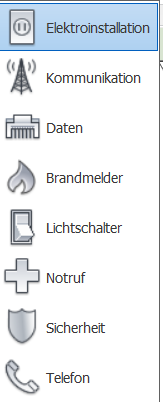 Elektroinstallation
Kommunikation
Daten
Brandmelder
Lichtschalter
Notruf
Sicherheit
Telefon